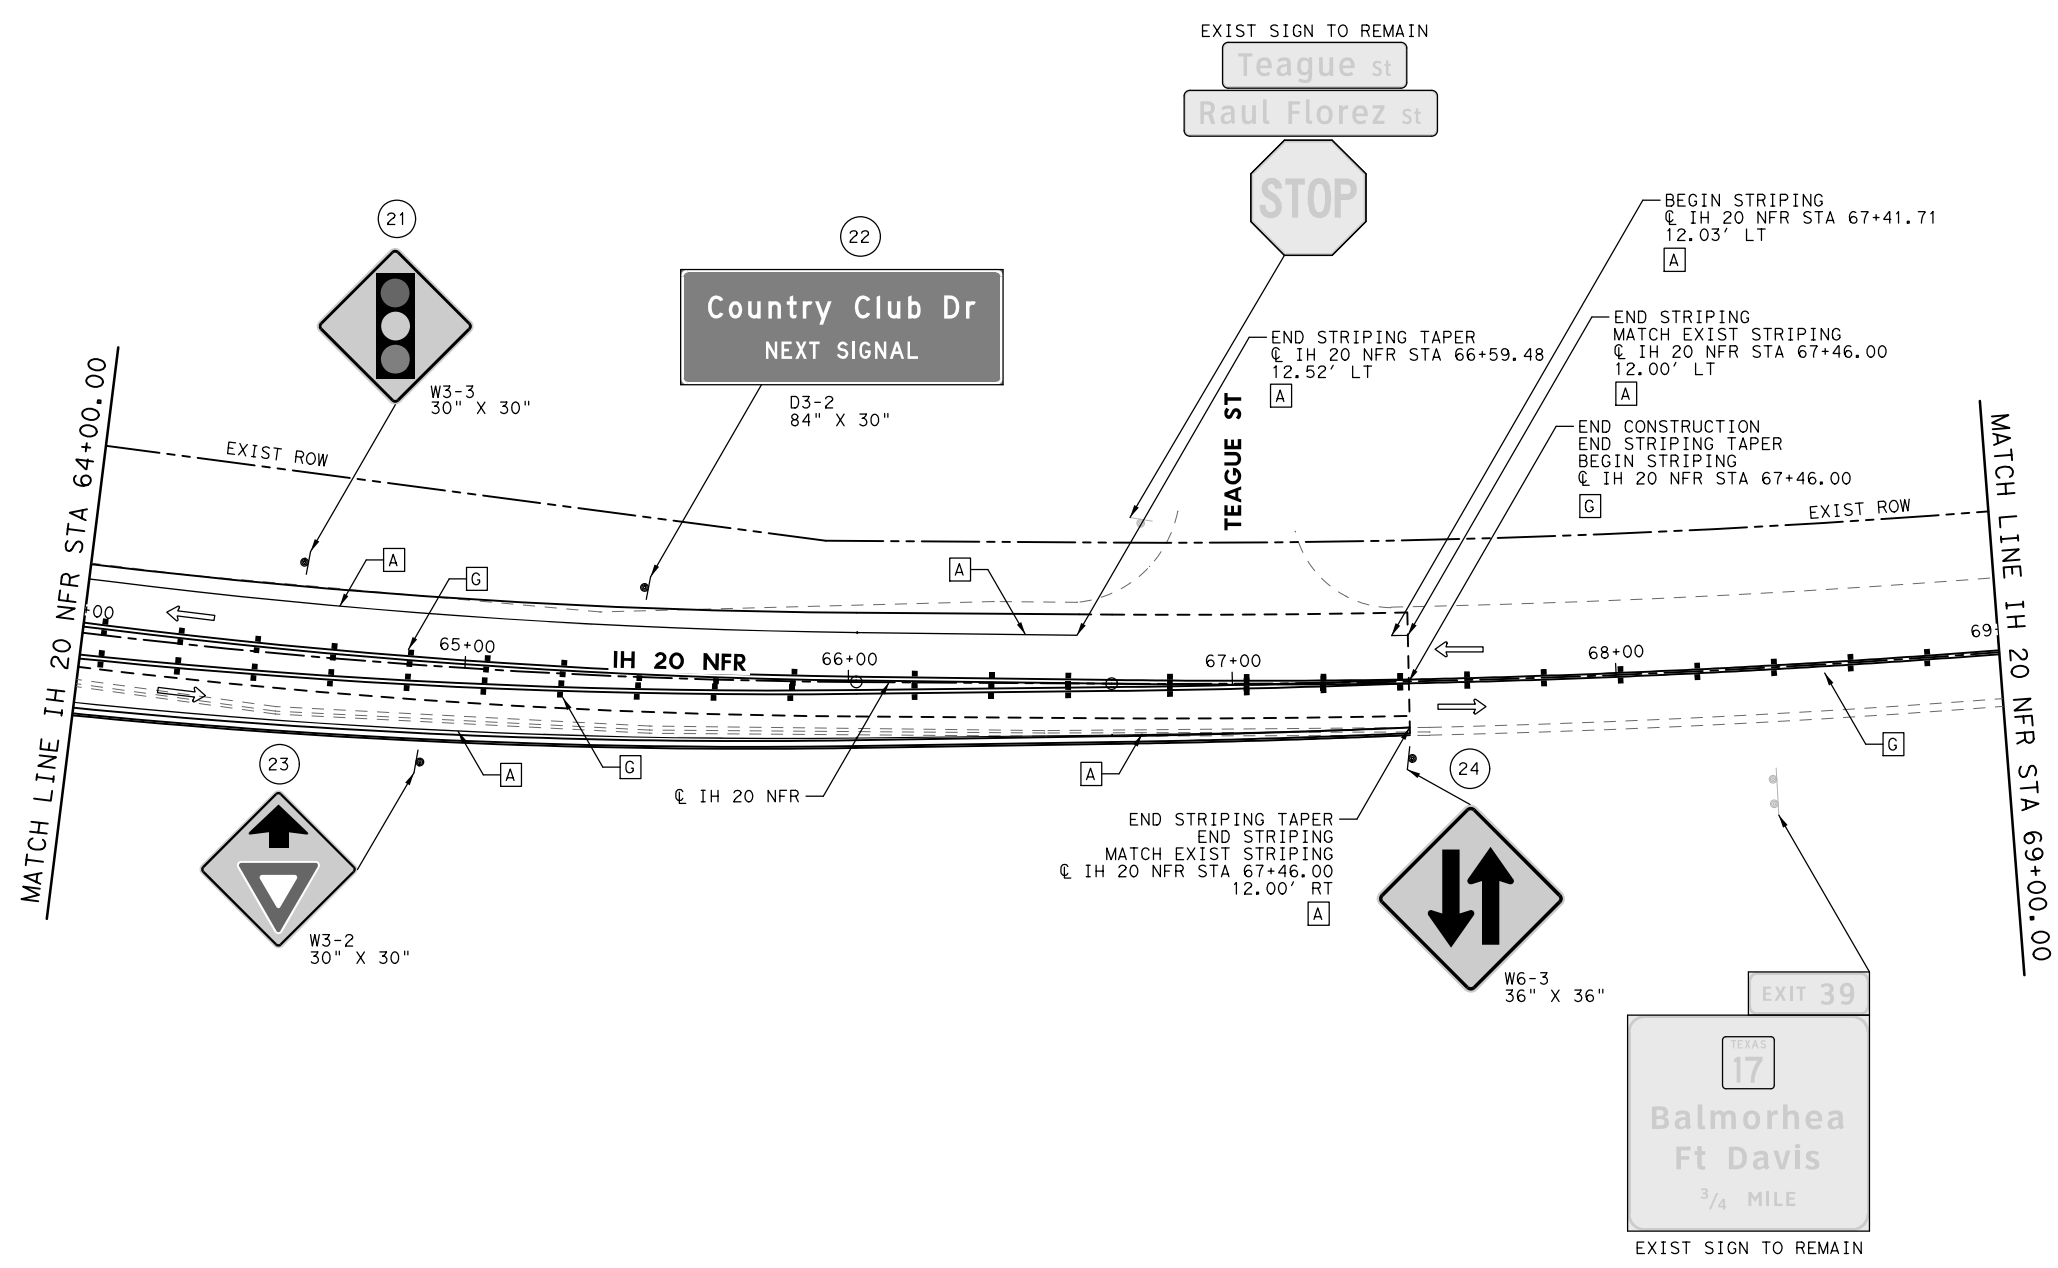 EXIST SIGN TO REMAIN
Teague St
Raul Florez St
STOP
21
W3-3
30" X 30"
22
Country Club Dr
NEXT SIGNAL
D3-2
84" X 30"
END STRIPING TAPER
℄ IH 20 NFR STA 66+59.48
12.52' LT
A
BEGIN STRIPING
℄ IH 20 NFR STA 67+41.71
12.03' LT
A
END STRIPING
MATCH EXIST STRIPING
℄ IH 20 NFR STA 67+46.00
12.00' LT
A
END CONSTRUCTION
END STRIPING TAPER
BEGIN STRIPING
℄ IH 20 NFR STA 67+46.00
G
MATCH LINE IH 20 NFR STA 64+00.00
EXIST ROW
TEAGUE ST
EXIST ROW
MATCH LINE IH 20 NFR STA 69+00.00
A
G
A
+00
65+00
IH 20 NFR
66+00
67+00
68+00
69+
A
G
℄ IH 20 NFR
A
G
23
W3-2
30" X 30"
END STRIPING TAPER
END STRIPING
MATCH EXIST STRIPING
℄ IH 20 NFR STA 67+46.00
12.00' RT
A
24
W6-3
36" X 36"
EXIT 39
TEXAS
17
Balmorhea
Ft Davis
3/4 MILE
EXIST SIGN TO REMAIN